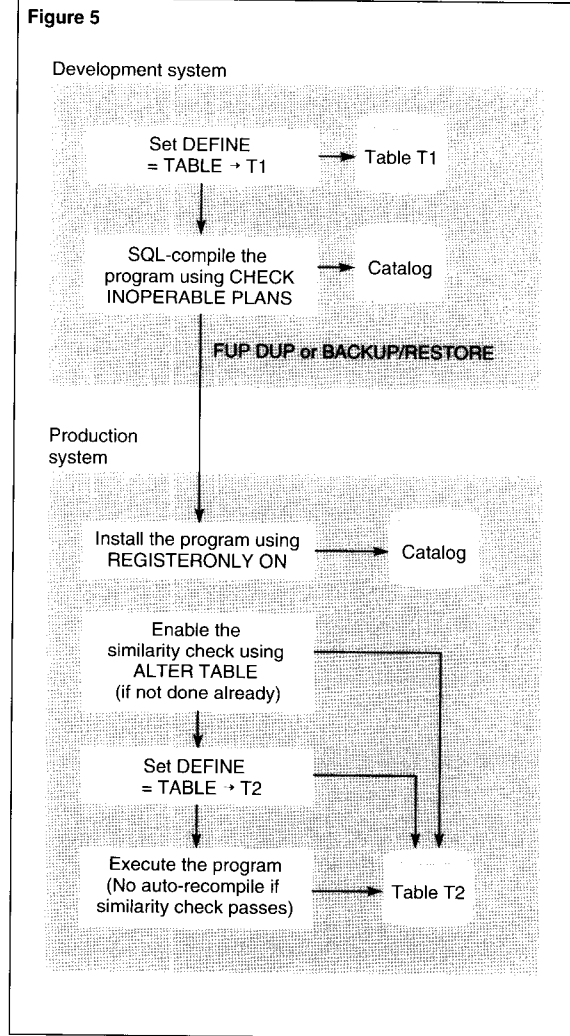 Figure 5
Development system
Set DEFINE
= TABLE → T1
Table T1
SQL-compile the
program using CHECK
INOPERABLE PLANS
Catalog
FUP DUP or BACKUP/RESTORE
Production
system
Install the program using
REGISTERONLY ON
Catalog
Enable the
similarity check using
ALTER TABLE
(if not done already)
Set DEFINE
= TABLE → T2
Execute the program
(No auto-recompile if
similarity check passes)
Table T2